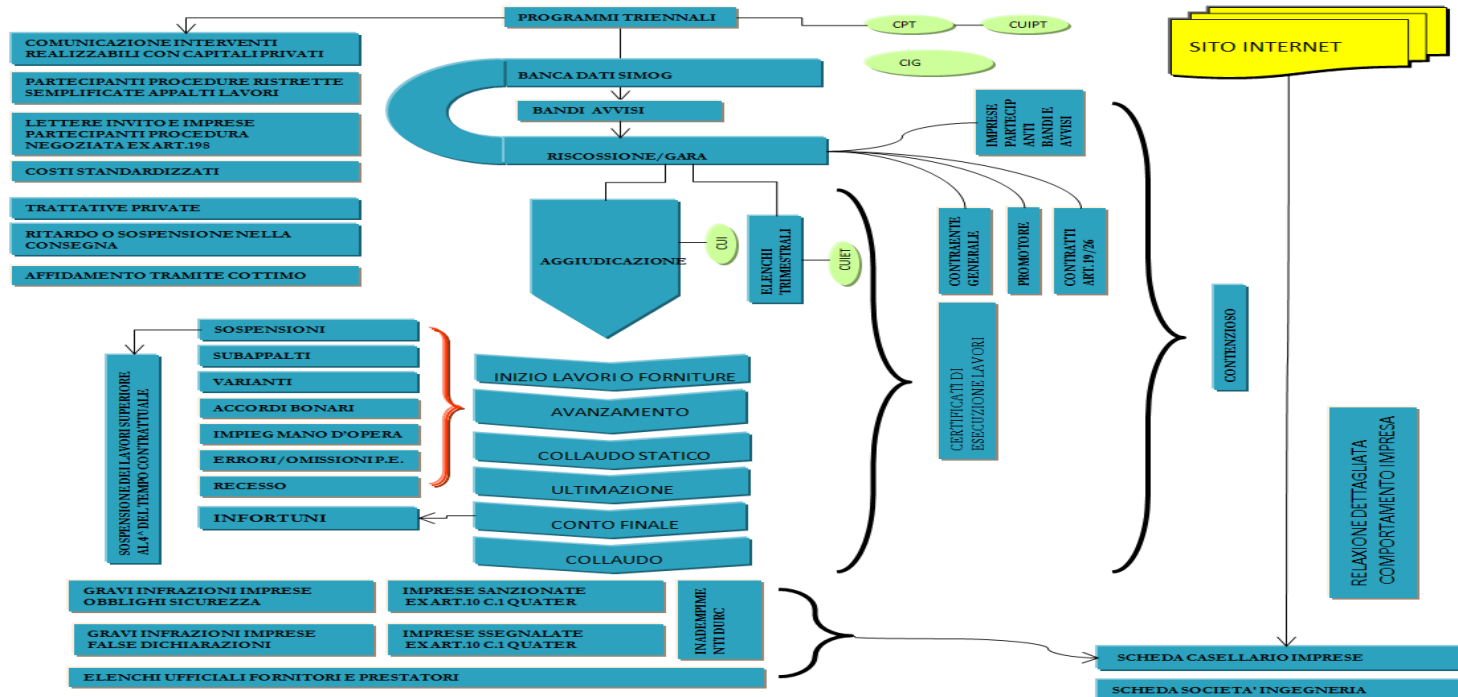 PROGRAMMI TRIENNALI
CPT
CUIPT
CIG
SITO INTERNET
COMUNICAZIONE INTERVENTI
REALIZZABILI CON CAPITALI PRIVATI
PARTECIPANTI PROCEDURE RISTRETTE
SEMPLIFICATE APPALTI LAVORI
LETTERE INVITO E IMPRESE
PARTECIPANTI PROCEDURA
NEGOZIATA EX ART.198
COSTI STANDARDIZZATI
TRATTATIVE PRIVATE
RITARDO O SOSPENSIONE NELLA
CONSEGNA
AFFIDAMENTO TRAMITE COTTIMO
BANCA DATI SIMOG
BANDI AVVISI
RISCOSSIONE/GARA
IMPRESE
PARTECIP
ANTI
BANDI E
AVVISI
AGGIUDICAZIONE
CUI
ELENCHI
TRIMESTRALI
CUIET
CONTRAENTE
GENERALE
PROMOTORE
CONTRATTI
ART.19/26
SOSPENSIONE DEI LAVORI SUPERIORE
AL 4^ DEL TEMPO CONTRATTUALE
SOSPENSIONI
SUBAPPALTI
VARIANTI
ACCORDI BONARI
IMPIEG MANO D'OPERA
ERRORI/OMISSIONI P.E.
RECESSO
INFORTUNI
INIZIO LAVORI O FORNITURE
AVANZAMENTO
COLLAUDO STATICO
ULTIMAZIONE
CONTO FINALE
COLLAUDO
CERTIFICATI DI
ESECUZIONE LAVORI
CONTENZIOSO
RELAXIONE DETTAGLIATA
COMPORTAMENTO IMPRESA
GRAVI INFRAZIONI IMPRESE
OBBLIGHI SICUREZZA
IMPRESE SANZIONATE
EX ART.10 C.1 QUATER
INADEMPIME
NTI DURC
GRAVI INFRAZIONI IMPRESE
FALSE DICHIARAZIONI
IMPRESE SSEGNALATE
EX ART.10 C.1 QUATER
ELENCHI UFFICIALI FORNITORI E PRESTATORI
SCHEDA CASELLARIO IMPRESE
SCHEDA SOCIETA' INGEGNERIA